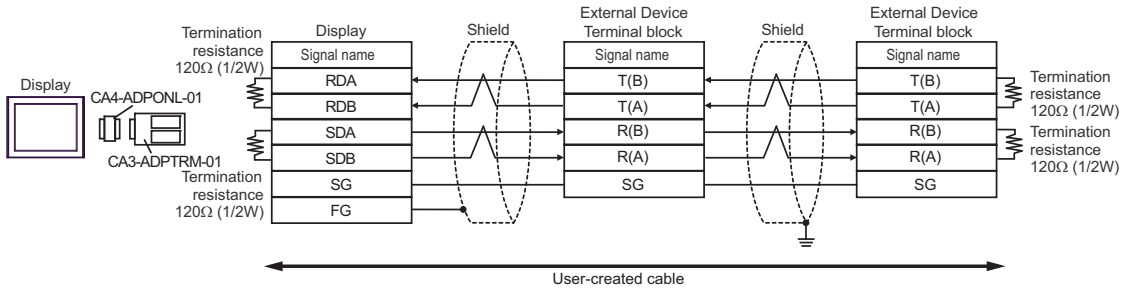 External Device
External Device
Termination
resistance
120Ω (1/2W)
Display
Shield
Terminal block
Shield
Terminal block
Signal name
Signal name
Signal name
Display
CA4-ADPONL-01
CA3-ADPTRM-01
RDA
T(B)
T(B)
Termination
resistance
120Ω (1/2W)
RDB
T(A)
T(A)
SDA
R(B)
R(B)
Termination
resistance
120Ω (1/2W)
SDB
R(A)
R(A)
Termination
resistance
120Ω (1/2W)
SG
SG
SG
FG
User-created cable